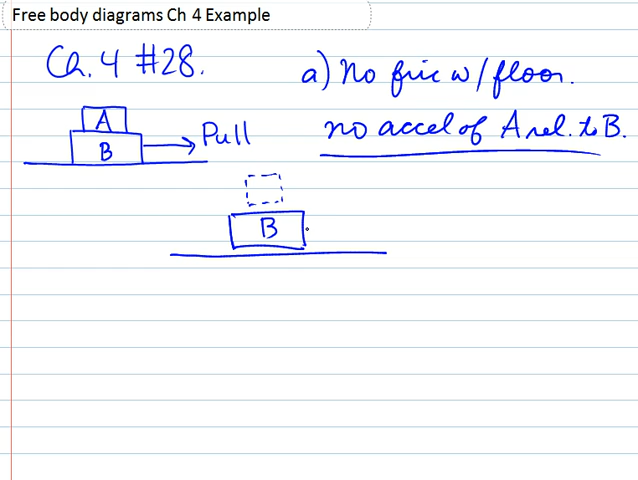 Free body diagrams Ch 4 Example
Ch. 4 #28.
a) No fric w/ floor.
no accel of A rel. to B.
A
B
Pull
B